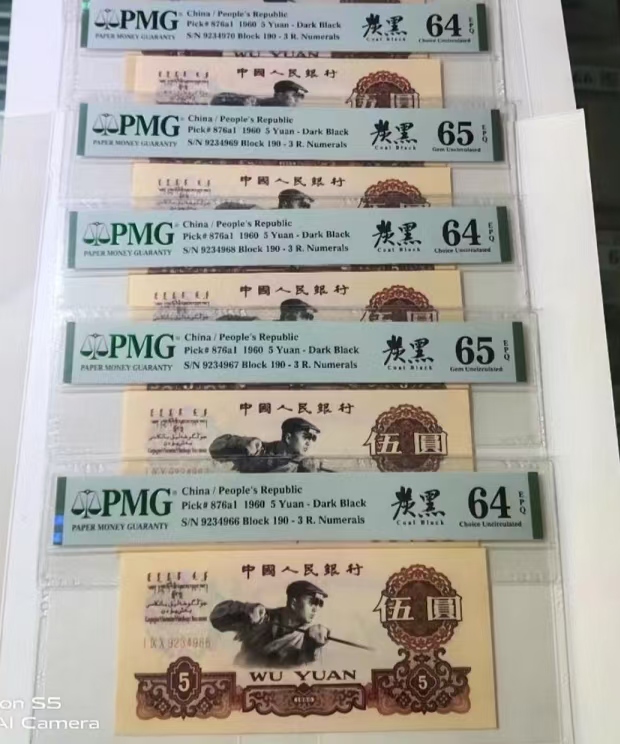 PMG
PAPER MONEY GUARANTY
China / People's Republic
Pick# 876a1 1960 5 Yuan - Dark Black
S/N 9234970 Block 190 - 3 R. Numerals
炭黑
Coal Black
64 EPQ
Choice Uncirculated
中國人民銀行
PMG
PAPER MONEY GUARANTY
China / People's Republic
Pick# 876a1 1960 5 Yuan - Dark Black
S/N 9234969 Block 190 - 3 R. Numerals
炭黑
Coal Black
65 EPQ
Gem Uncirculated
中國人民銀行
PMG
PAPER MONEY GUARANTY
China / People's Republic
Pick# 876a1 1960 5 Yuan - Dark Black
S/N 9234968 Block 190 - 3 R. Numerals
炭黑
Coal Black
64 EPQ
Choice Uncirculated
中國人民銀行
PMG
PAPER MONEY GUARANTY
China / People's Republic
Pick# 876a1 1960 5 Yuan - Dark Black
S/N 9234967 Block 190 - 3 R. Numerals
炭黑
Coal Black
65 EPQ
Gem Uncirculated
中國人民銀行
伍圓
PMG
PAPER MONEY GUARANTY
China / People's Republic
Pick# 876a1 1960 5 Yuan - Dark Black
S/N 9234966 Block 190 - 3 R. Numerals
炭黑
Coal Black
64 EPQ
Choice Uncirculated
中國人民銀行
伍圓
I IX X 9234966
WU YUAN
5 1960 5
on S5
AI Camera